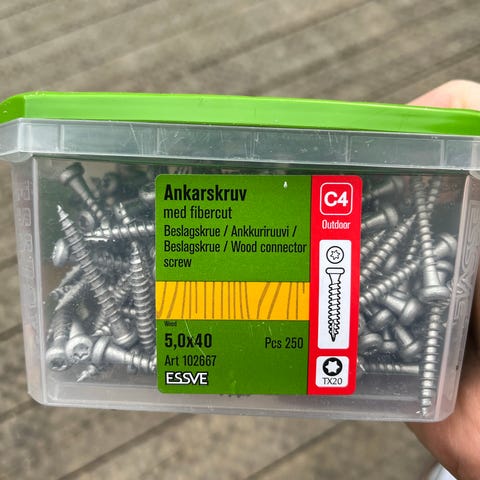 Ankarskruv
med fibercut
Beslagskrue / Ankkuriruuvi /
Beslagskrue / Wood connector
screw
Wood
5,0x40 Pcs 250
Art 102667
ESSVE
C4
Outdoor
TX20
ESSVE